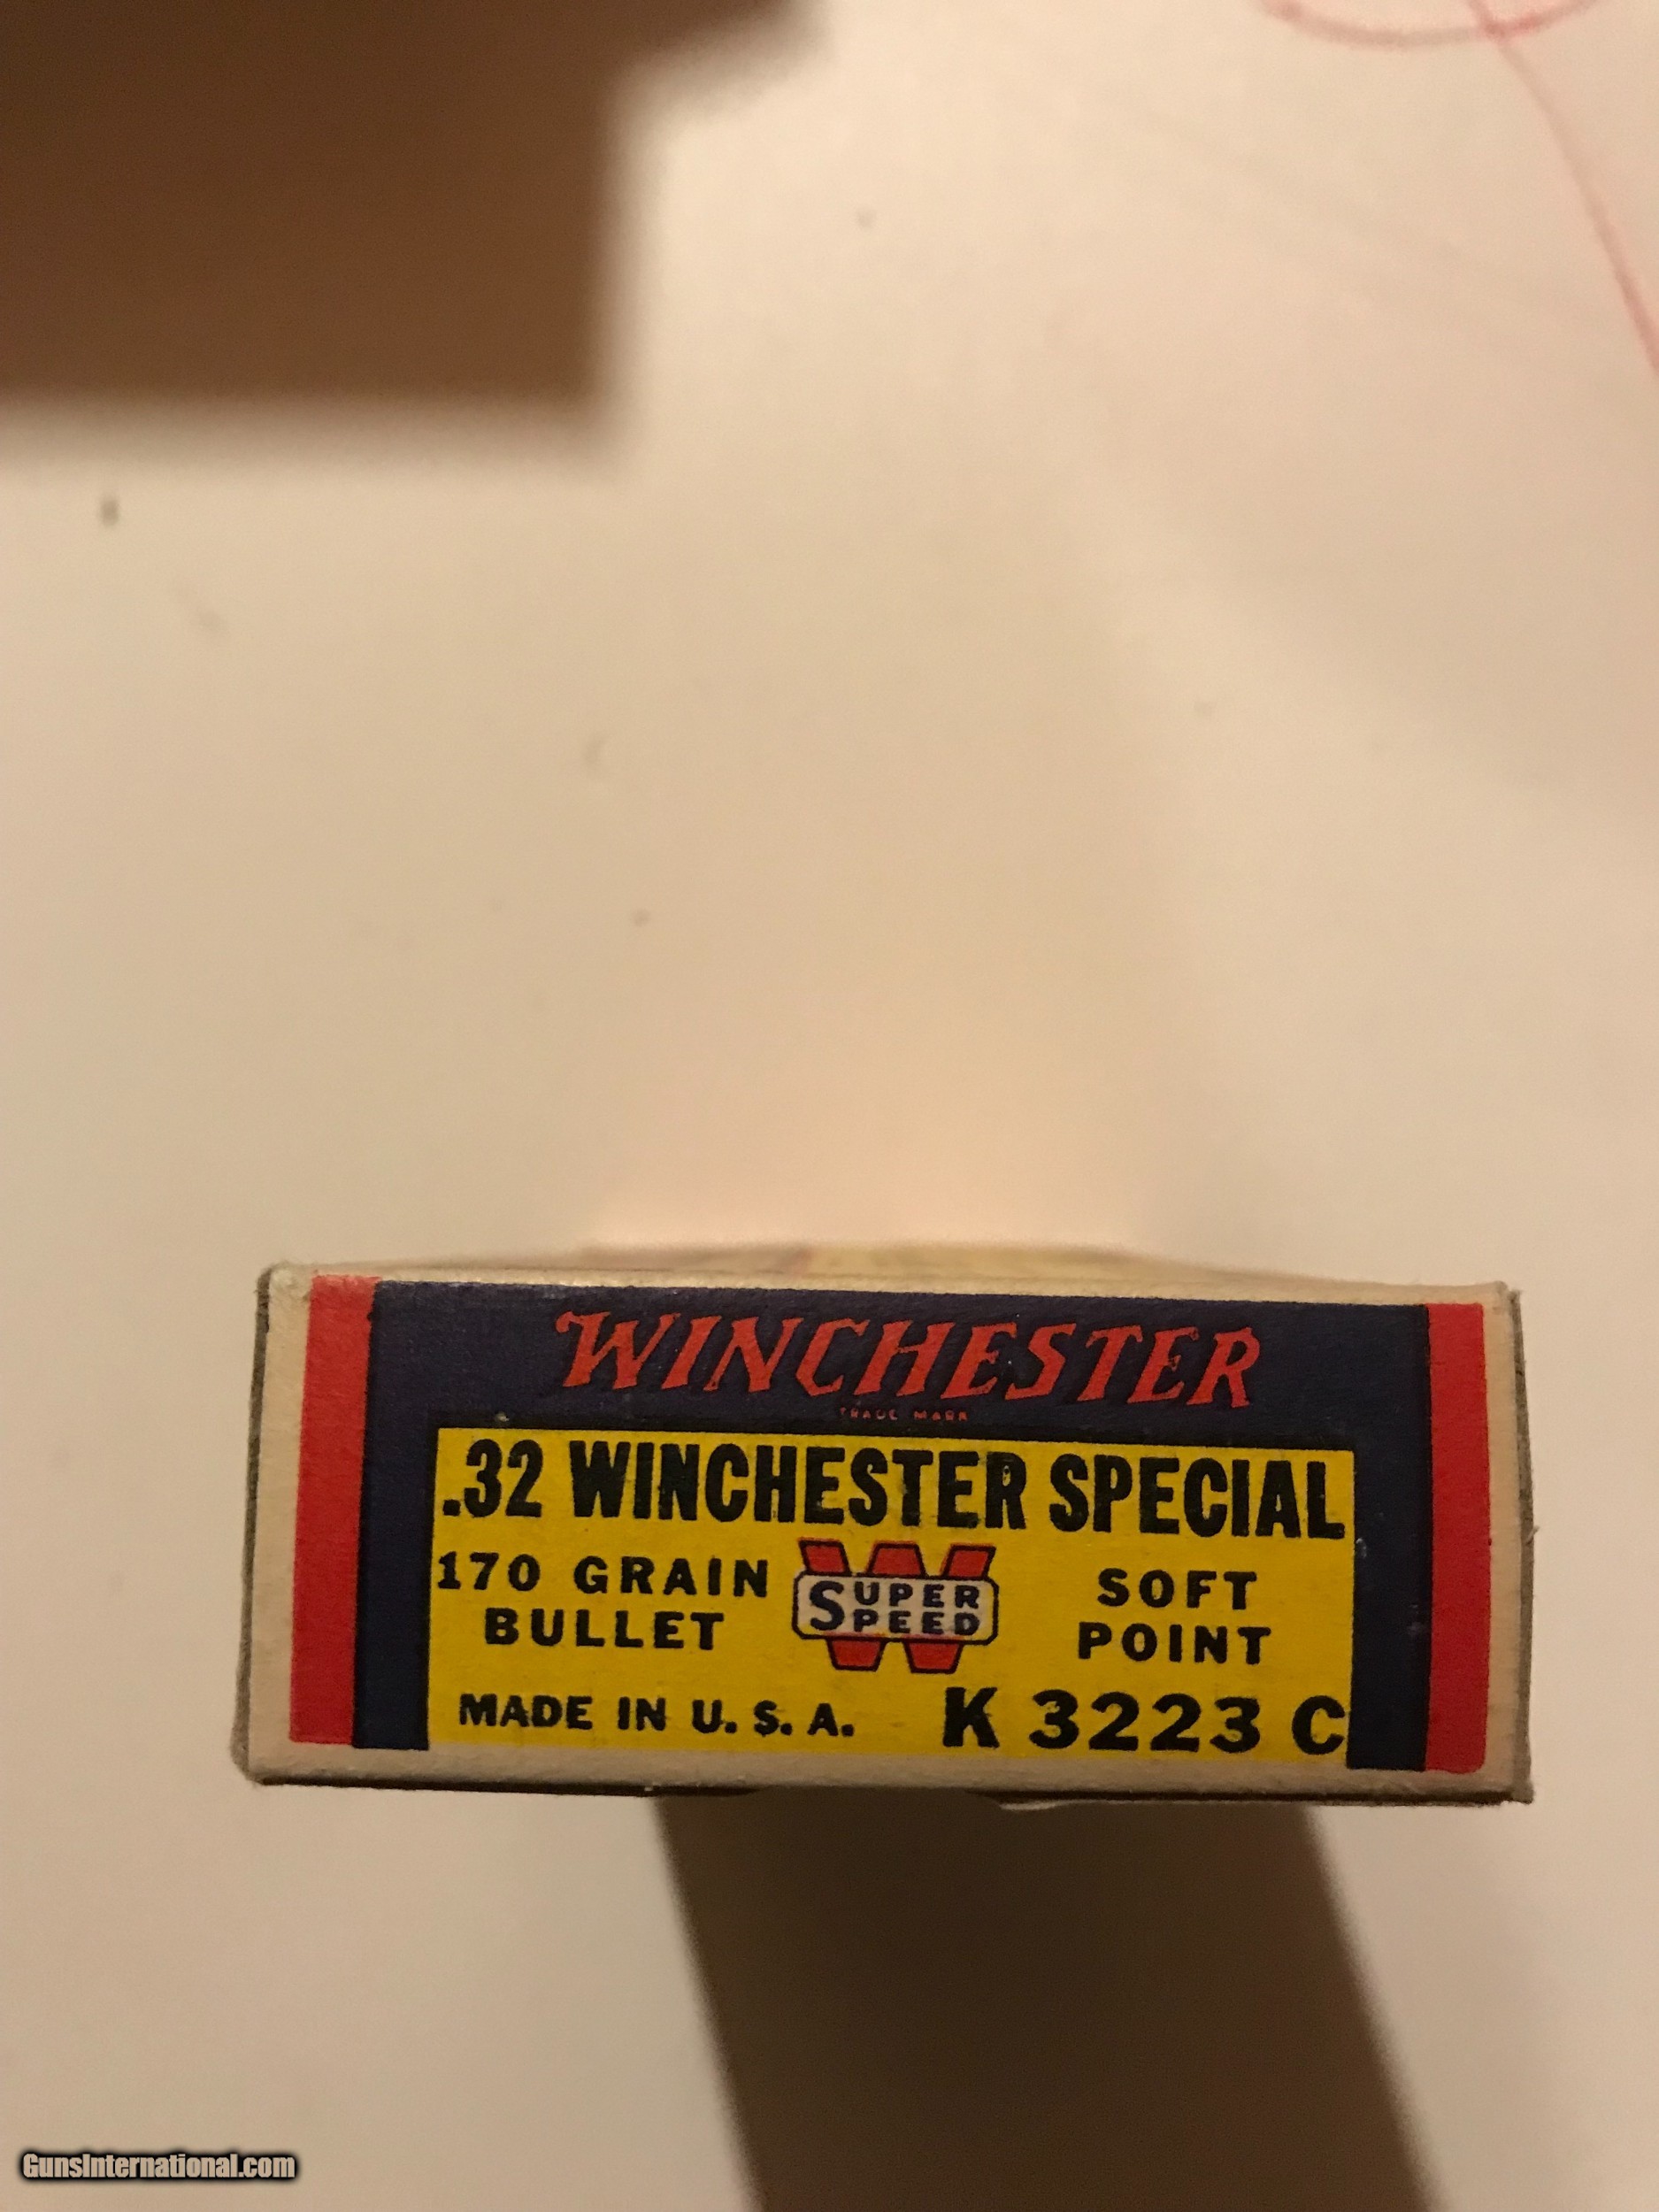 WINCHESTER
TRADE MARK
.32 WINCHESTER SPECIAL
170 GRAIN
BULLET
SUPER
SPEED
SOFT
POINT
MADE IN U. S. A.
K 3223 C
GunsInternational.com